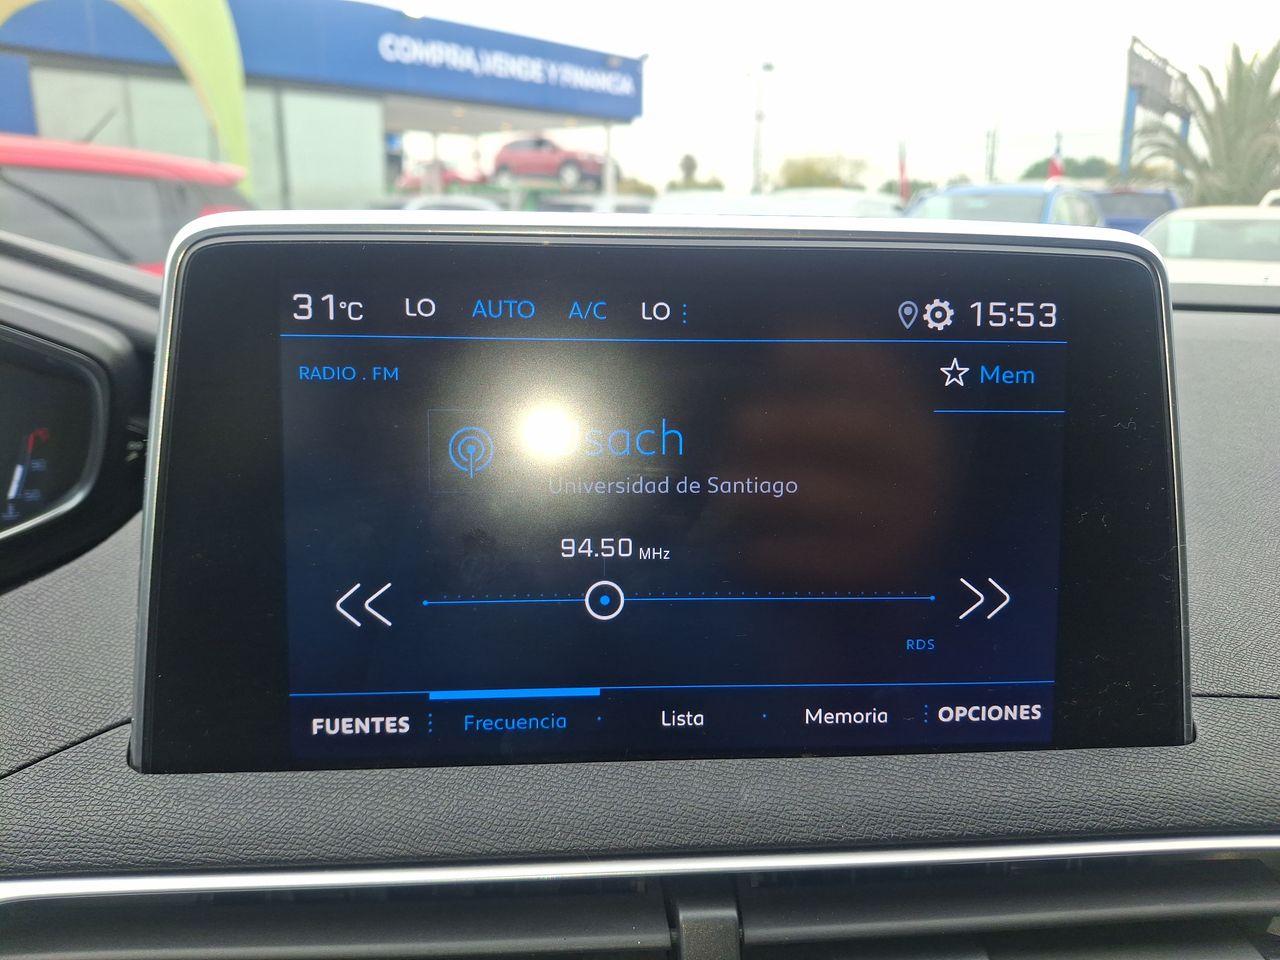 COMPRA, VENDE Y FINANCIA
31°C LO AUTO A/C LO 15:53
RADIO . FM
Mem
sach
Universidad de Santiago
94.50 MHz
RDS
FUENTES Frecuencia Lista Memoria OPCIONES